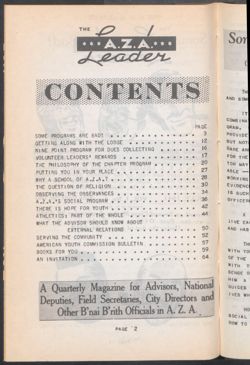 THE
A.Z.A.
Leader
CONTENTS
PAGE
SOME PROGRAMS ARE BAD! 3
GETTING ALONG WITH THE LODGE 12
NINE POINT PROGRAM FOR DUES COLLECTING 16
VOLUNTEER LEADERS' REWARDS 17
THE PHILOSOPHY OF THE CHAPTER PROGRAM 20
PUTTING YOU IN YOUR PLACE 27
WHY A SCHOOL OF A.Z.A.? 28
THE QUESTION OF RELIGION 30
OBSERVING THE OBSERVANCES 34
A.Z.A.'S SOCIAL PROGRAM 36
THERE IS HOPE FOR YOUTH 42
ATHLETICS: PART OF THE WHOLE 44
WHAT THE ADVISOR SHOULD KNOW ABOUT
EXTERNAL RELATIONS 50
SERVING THE COMMUNITY 52
AMERICAN YOUTH COMMISSION BULLETIN 57
BOOKS FOR YOU 59
AN INVITATION 64
A Quarterly Magazine for Advisors, National
Deputies, Field Secretaries, City Directors and
Other B'nai B'rith Officials in A. Z. A.
PAGE 2